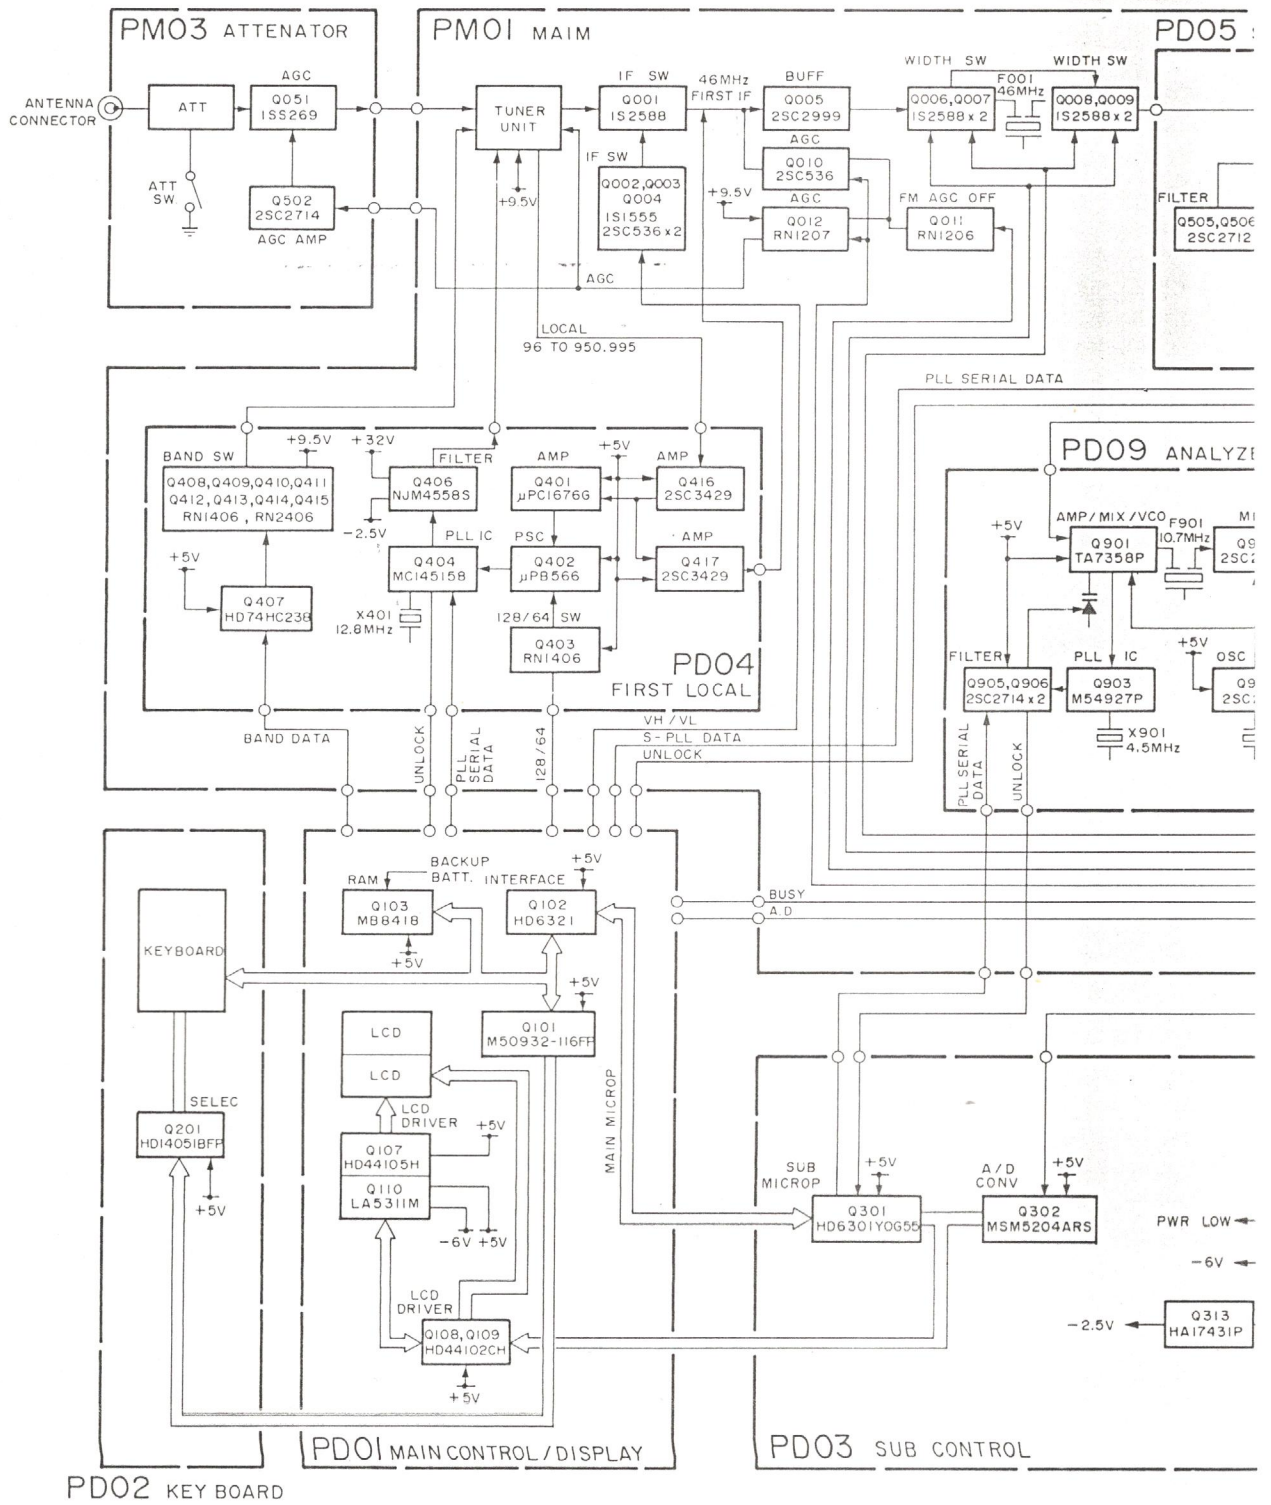 PM03 ATTENATOR
PM01 MAIM
PD05
ANTENNA
CONNECTOR
ATT
AGC
Q051
1SS269
ATT
SW
Q502
2SC2714
AGC AMP
TUNER
UNIT
+9.5V
IF SW
Q001
1S2588
46MHz
FIRST IF
IF SW
Q002,Q003
Q004
1S1555
2SC536x2
BUFF
Q005
2SC2999
AGC
Q010
2SC536
+9.5V
AGC
Q012
RN1207
FM AGC OFF
Q011
RN1206
WIDTH SW
Q006,Q007
1S2588x2
F001
46MHz
WIDTH SW
Q008,Q009
1S2588x2
FILTER
Q505,Q506
2SC2712
AGC
LOCAL
96 TO 950.995
PLL SERIAL DATA
BAND SW
+9.5V
Q408,Q409,Q410,Q411
Q412,Q413,Q414,Q415
RN1406, RN2406
+32V
FILTER
Q406
NJM4558S
-2.5V
AMP
Q401
μPC1676G
+5V
AMP
Q416
2SC3429
PLL IC
Q404
MC145158
PSC
Q402
μPB566
AMP
Q417
2SC3429
+5V
Q407
HD74HC238
X401
12.8MHz
128/64 SW
Q403
RN1406
PD04
FIRST LOCAL
PD09 ANALYZE
AMP/MIX/VCO
Q901
TA7358P
F901
10.7MHz
MI
Q9
2SC2
+5V
FILTER
Q905,Q906
2SC2714x2
PLL IC
Q903
M54927P
X901
4.5MHz
+5V
OSC
Q9
2SC
PLL SERIAL
DATA
UNLOCK
BAND DATA
UNLOCK
PLL
SERIAL
DATA
128/64
VH/VL
S-PLL DATA
UNLOCK
BUSY
A.D
KEYBOARD
SELEC
Q201
HD14051BFP
+5V
RAM
BACKUP
BATT.
Q103
MB8418
+5V
INTERFACE
+5V
Q102
HD6321
+5V
Q101
M50932-116FP
LCD
LCD
LCD
DRIVER
Q107
HD44105H
+5V
Q110
LA5311M
-6V +5V
LCD
DRIVER
Q108,Q109
HD44102CH
+5V
MAIN MICROP
SUB
MICROP
+5V
Q301
HD6301Y0G55
A/D
CONV
+5V
Q302
MSM5204ARS
PWR LOW
-6V
-2.5V
Q313
HA17431P
PD01 MAIN CONTROL/DISPLAY
PD03 SUB CONTROL
PD02 KEY BOARD